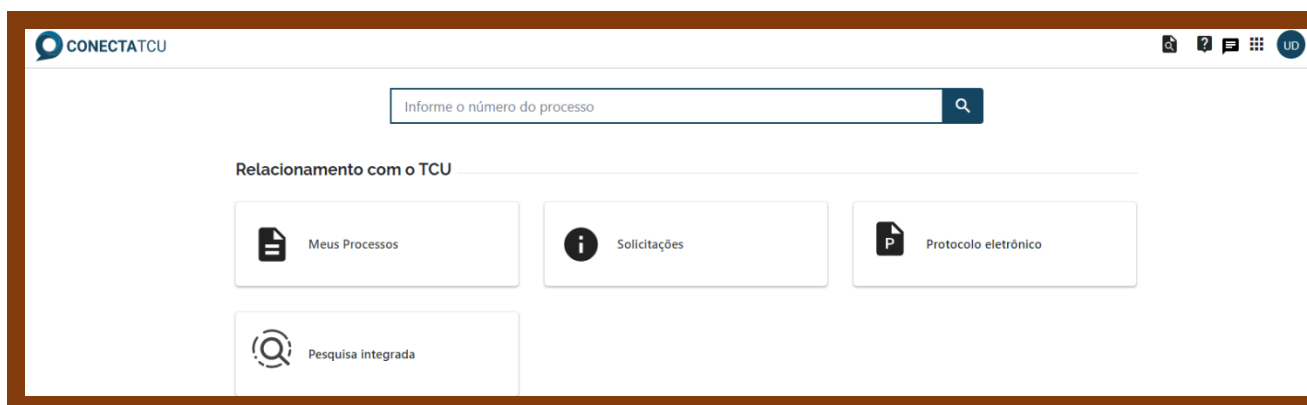 CONECTATCU
UD
Informe o número do processo
Relacionamento com o TCU
Meus Processos
Solicitações
P
Protocolo eletrônico
Pesquisa integrada